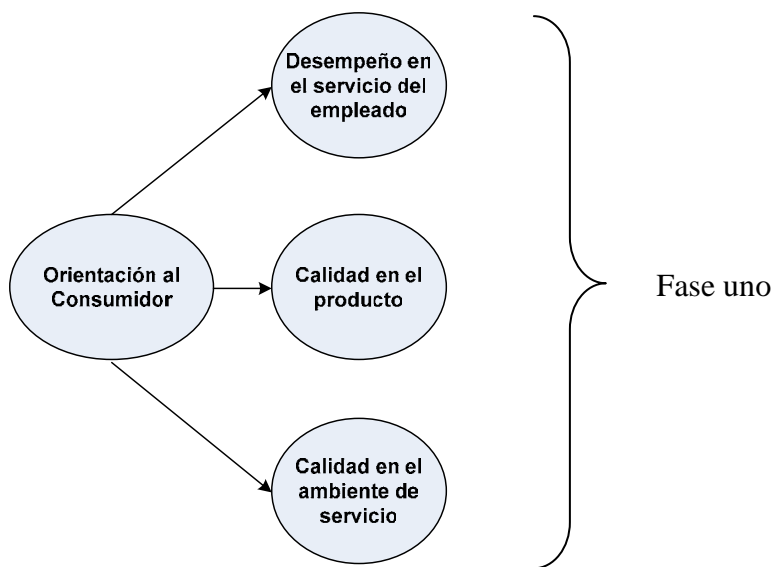 Desempeño en
el servicio del
empleado
Orientación al
Consumidor
Calidad en el
producto
Fase uno
Calidad en el
ambiente de
servicio